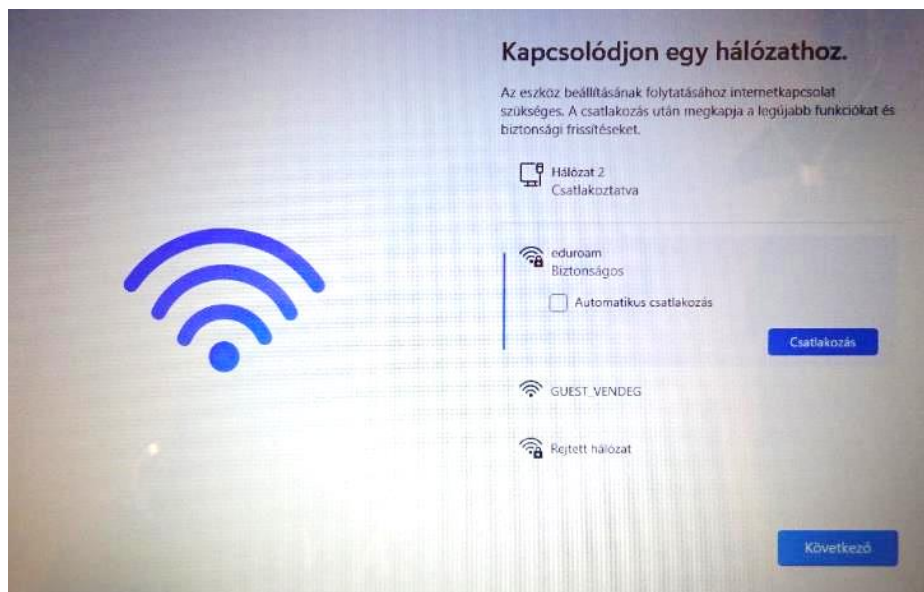 Kapcsolódjon egy hálózathoz.
Az eszköz beállításának folytatásához internetkapcsolat
szükséges. A csatlakozás után megkapja a legújabb funkciókat és
biztonsági frissítéseket.
Hálózat 2
Csatlakoztatva
eduroam
Biztonságos
Automatikus csatlakozás
Csatlakozás
GUEST_VENDEG
Rejtett hálózat
Következő